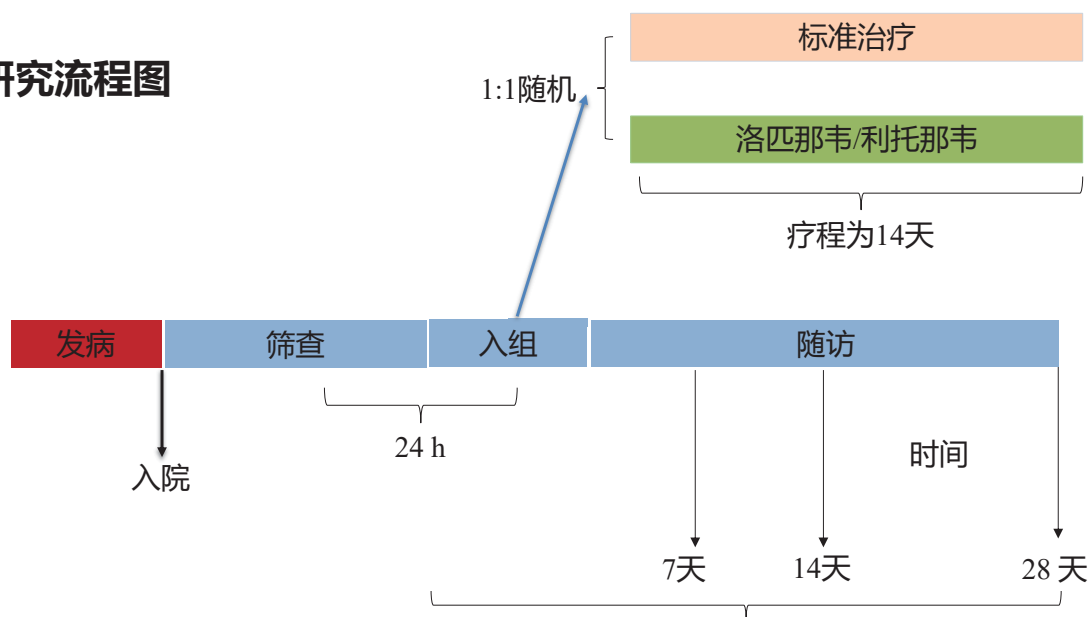 研究流程图
标准治疗
1:1随机
洛匹那韦/利托那韦
疗程为14天
发病
筛查
入组
随访
24 h
入院
时间
7天
14天
28 天